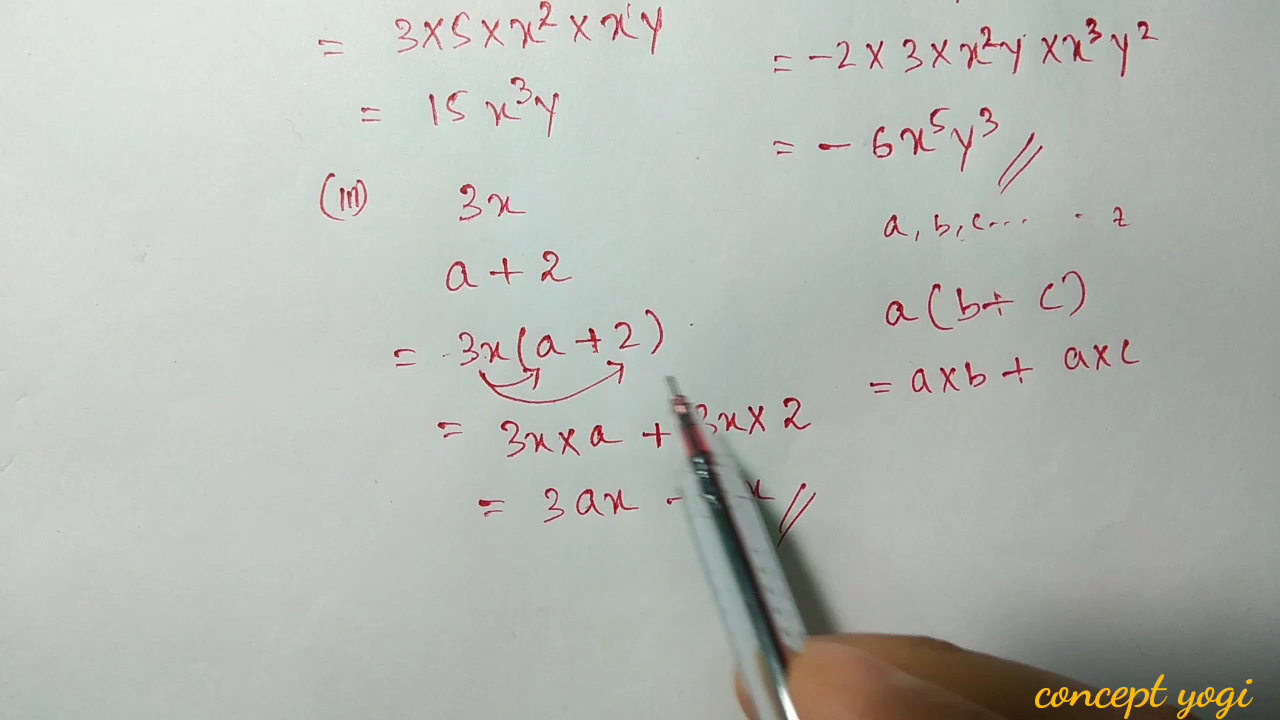 = 3×5×x²×x¹y
= 15x³y
(iii) 3x
a+2
= 3x(a+2)
= 3x×a + 3x×2
= 3ax
= -2×3×x²y×x³y²
= -6x⁵y³ //
a, b, c... . z
a(b+c)
= a×b + a×c
concept yogi